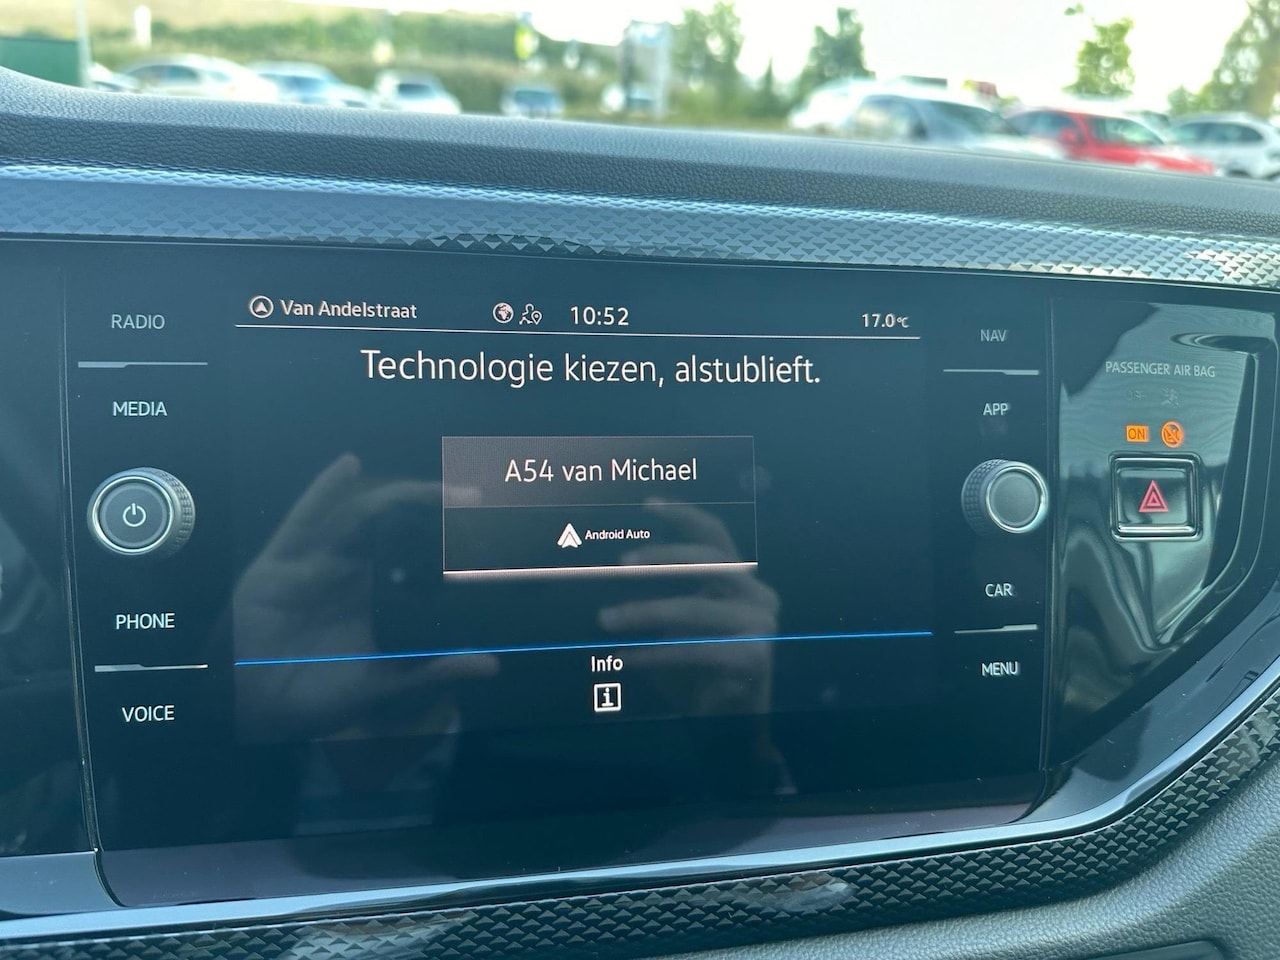 Van Andelstraat
10:52
17.0°C
Technologie kiezen, alstublieft.
A54 van Michael
Android Auto
Info
i
RADIO
MEDIA
PHONE
VOICE
NAV
APP
CAR
MENU
PASSENGER AIR BAG
OFF
ON